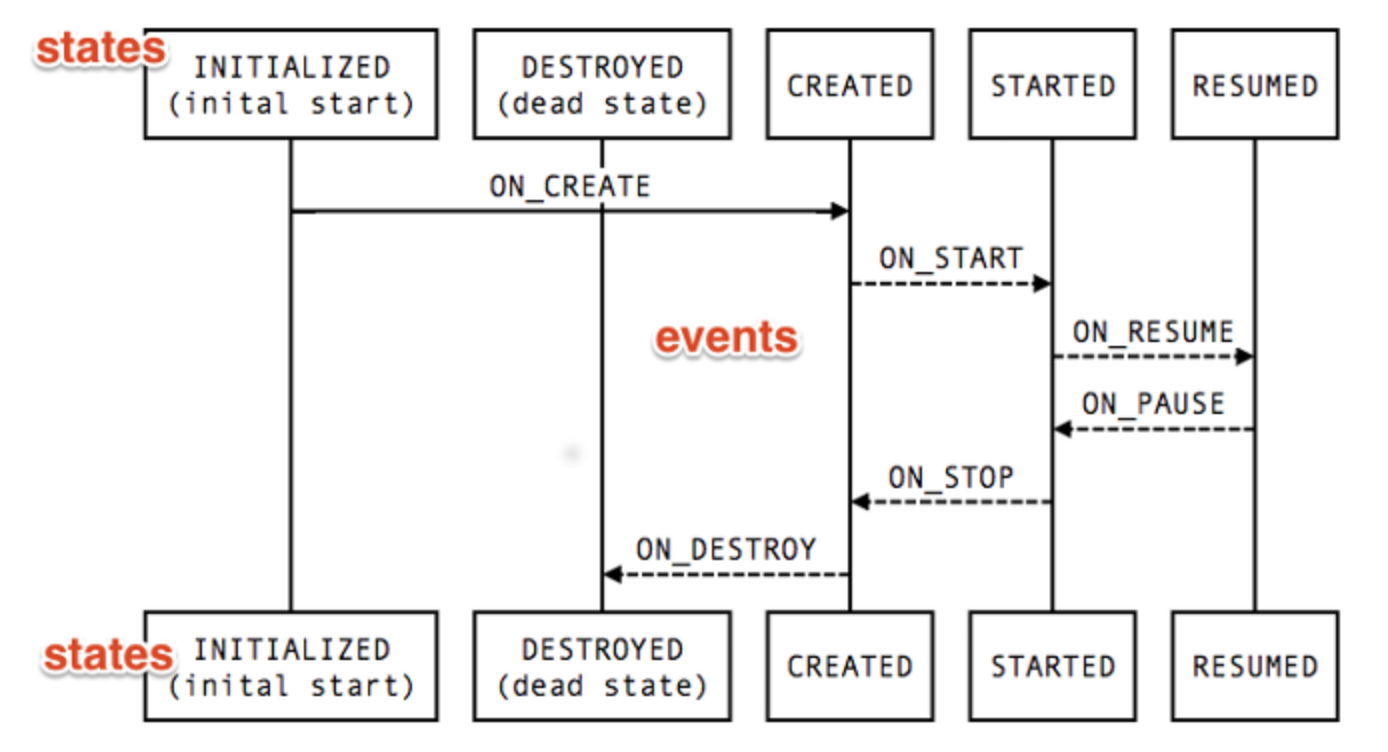 states
INITIALIZED
(inital start)
DESTROYED
(dead state)
CREATED
STARTED
RESUMED
ON_CREATE
ON_START
events
ON_RESUME
ON_PAUSE
ON_STOP
ON_DESTROY
states
INITIALIZED
(inital start)
DESTROYED
(dead state)
CREATED
STARTED
RESUMED